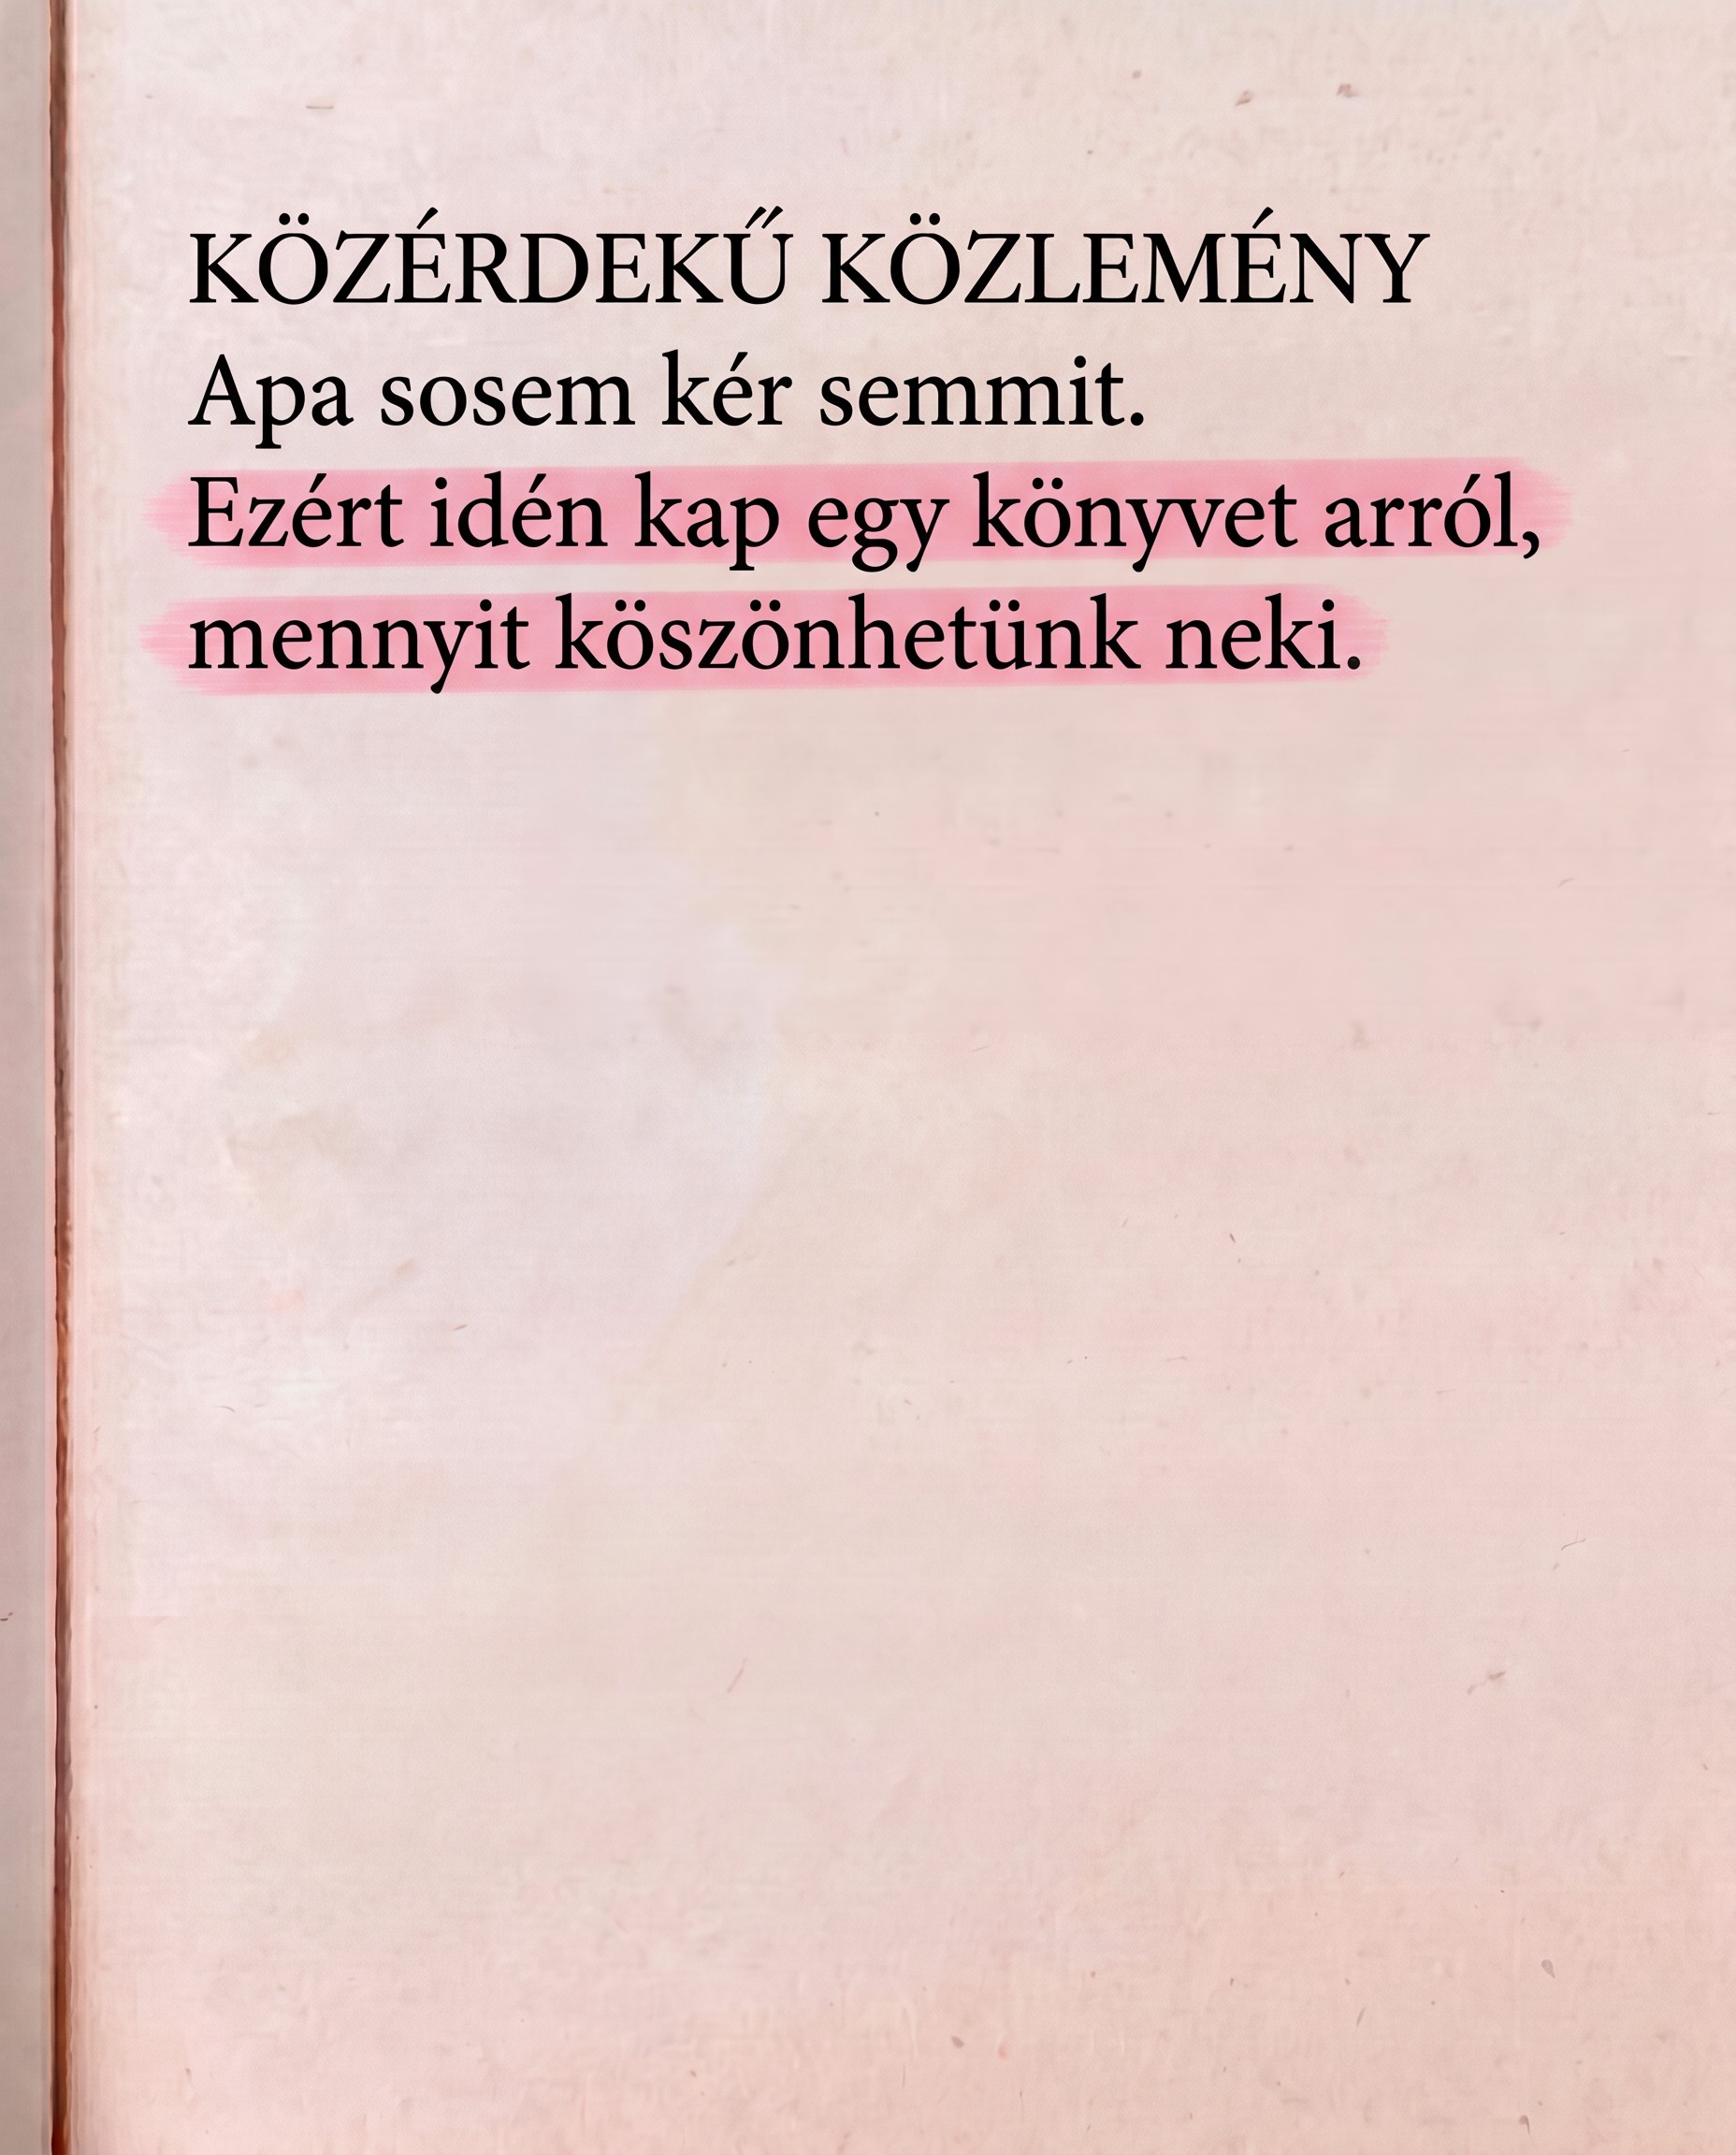 KÖZÉRDEKŰ KÖZLEMÉNY
Apa sosem kér semmit.
Ezért idén kap egy könyvet arról,
mennyit köszönhetünk neki.